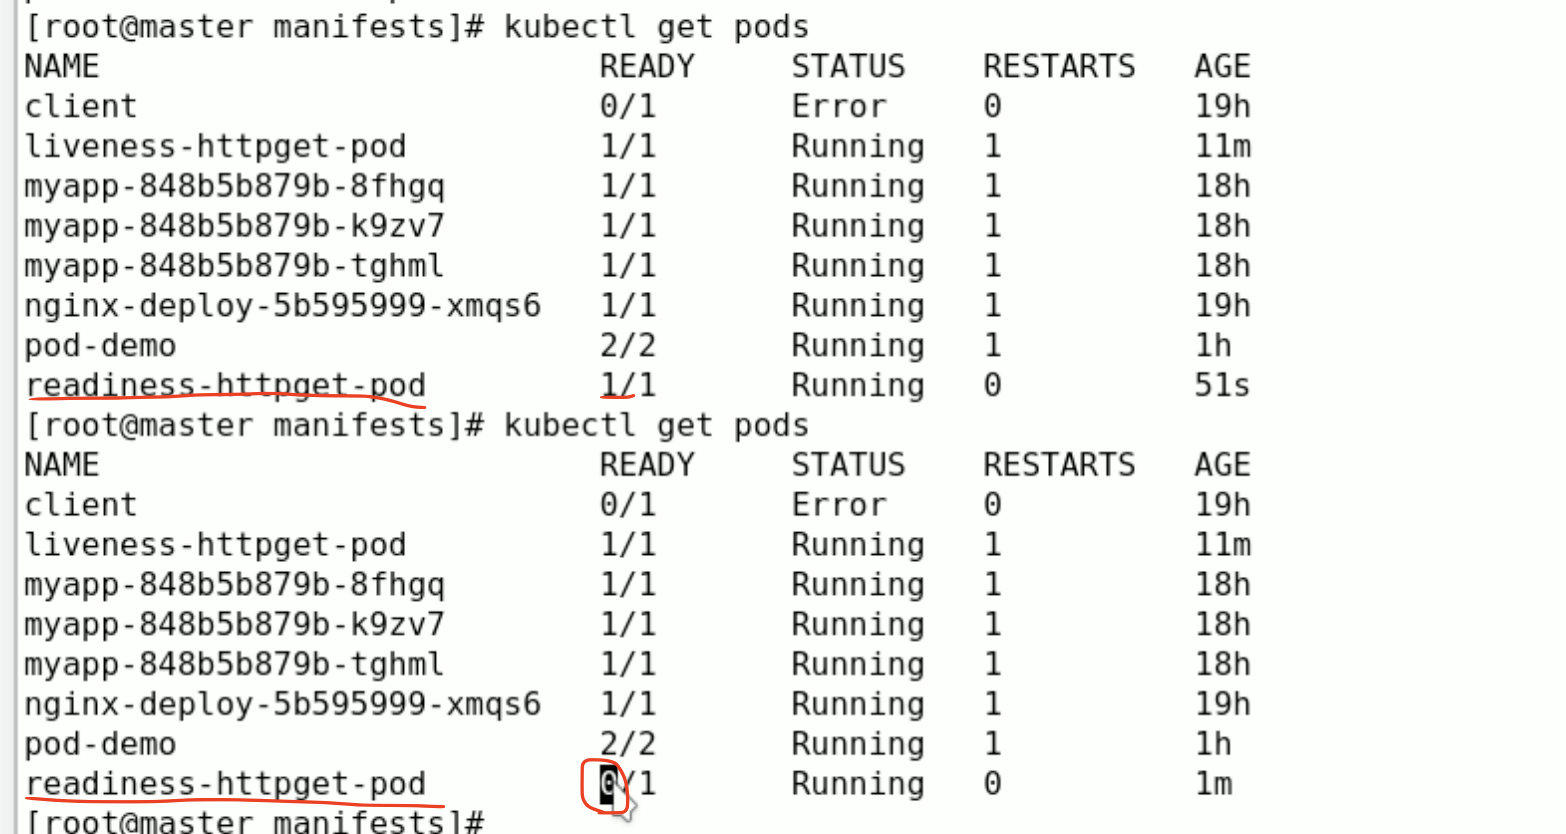 [root@master manifests]# kubectl get pods
NAME                          READY     STATUS    RESTARTS   AGE
client                        0/1       Error     0          19h
liveness-httpget-pod          1/1       Running   1          11m
myapp-848b5b879b-8fhgq        1/1       Running   1          18h
myapp-848b5b879b-k9zv7        1/1       Running   1          18h
myapp-848b5b879b-tghml        1/1       Running   1          18h
nginx-deploy-5b595999-xmqs6   1/1       Running   1          19h
pod-demo                      2/2       Running   1          1h
readiness-httpget-pod         1/1       Running   0          51s
[root@master manifests]# kubectl get pods
NAME                          READY     STATUS    RESTARTS   AGE
client                        0/1       Error     0          19h
liveness-httpget-pod          1/1       Running   1          11m
myapp-848b5b879b-8fhgq        1/1       Running   1          18h
myapp-848b5b879b-k9zv7        1/1       Running   1          18h
myapp-848b5b879b-tghml        1/1       Running   1          18h
nginx-deploy-5b595999-xmqs6   1/1       Running   1          19h
pod-demo                      2/2       Running   1          1h
readiness-httpget-pod         0/1       Running   0          1m
[root@master manifests]#